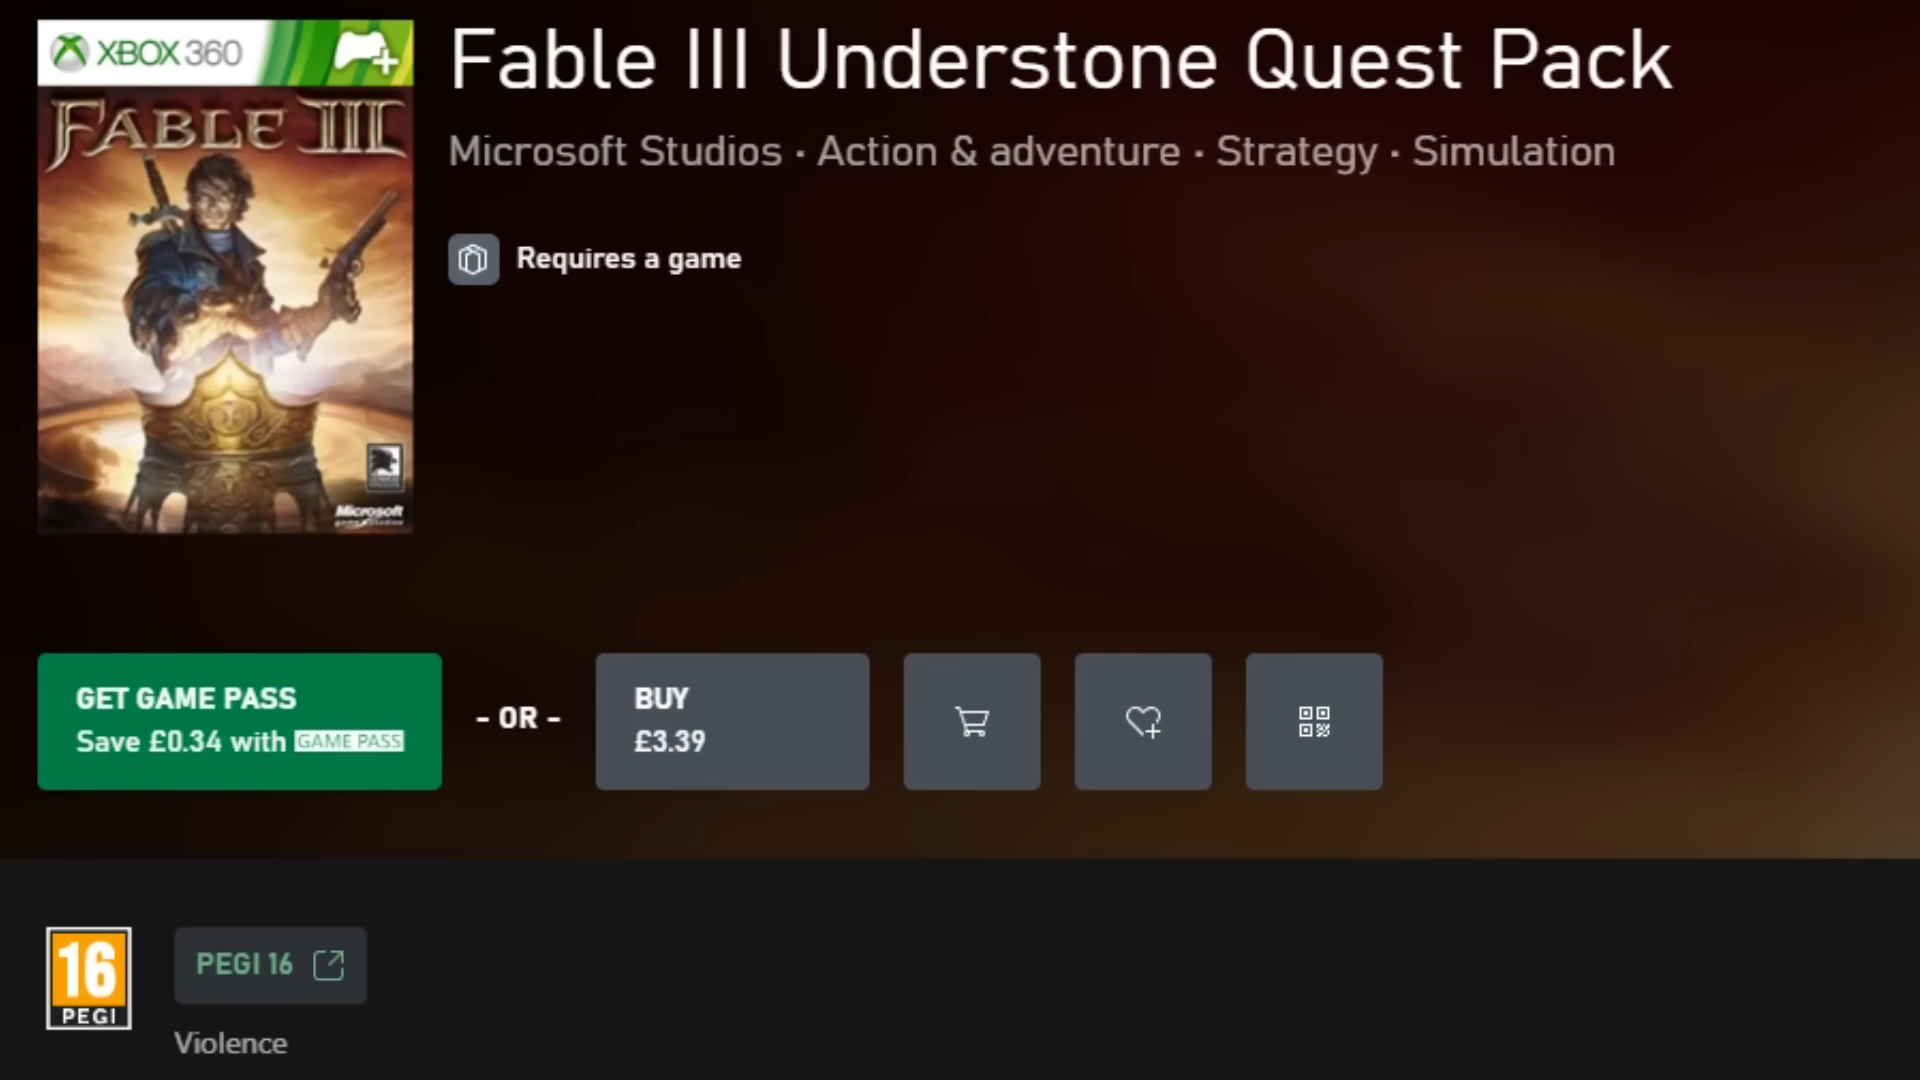 XBOX 360
FABLE III
Microsoft
Fable III Understone Quest Pack
Microsoft Studios · Action & adventure · Strategy · Simulation
Requires a game
GET GAME PASS
Save £0.34 with GAME PASS
- OR -
BUY
£3.39
16
PEGI
PEGI 16
Violence